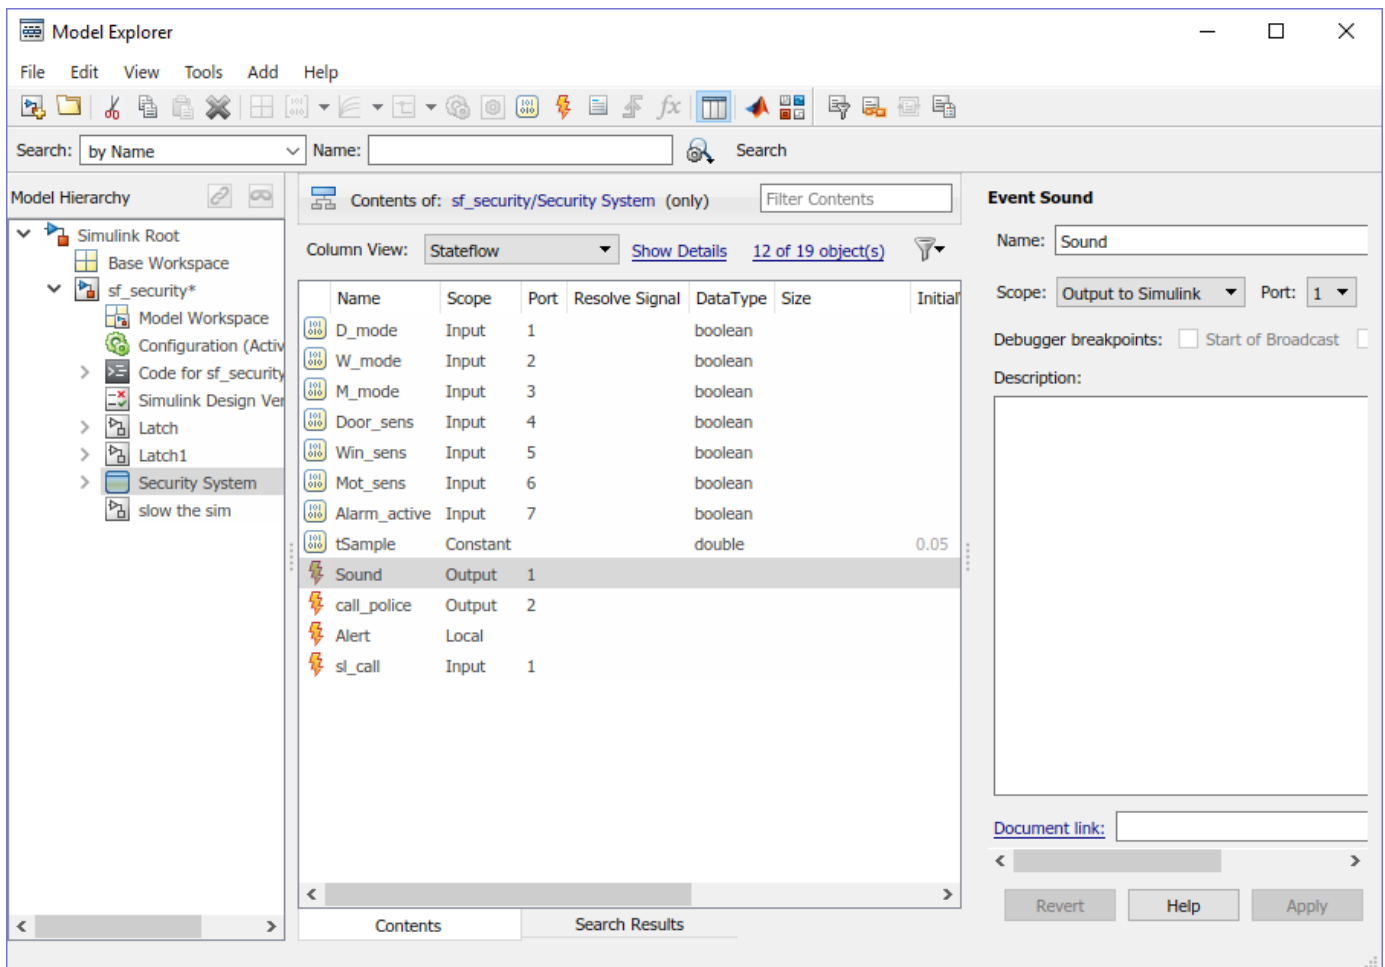 Model Explorer
File Edit View Tools Add Help
Search: by Name Name: Search
Model Hierarchy
Simulink Root
Base Workspace
sf_security*
Model Workspace
Configuration (Activ
Code for sf_security
Simulink Design Ver
Latch
Latch1
Security System
slow the sim
Contents of: sf_security/Security System (only) Filter Contents
Column View: Stateflow Show Details 12 of 19 object(s)
Name Scope Port Resolve Signal DataType Size Initial
D_mode Input 1 boolean
W_mode Input 2 boolean
M_mode Input 3 boolean
Door_sens Input 4 boolean
Win_sens Input 5 boolean
Mot_sens Input 6 boolean
Alarm_active Input 7 boolean
tSample Constant double 0.05
Sound Output 1
call_police Output 2
Alert Local
sl_call Input 1
Contents Search Results
Event Sound
Name: Sound
Scope: Output to Simulink Port: 1
Debugger breakpoints: Start of Broadcast
Description:
Document link:
Revert Help Apply